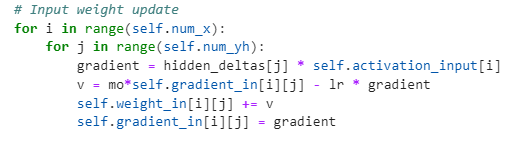 # Input weight update
for i in range(self.num_x):
    for j in range(self.num_yh):
        gradient = hidden_deltas[j] * self.activation_input[i]
        v = mo*self.gradient_in[i][j] - lr * gradient
        self.weight_in[i][j] += v
        self.gradient_in[i][j] = gradient